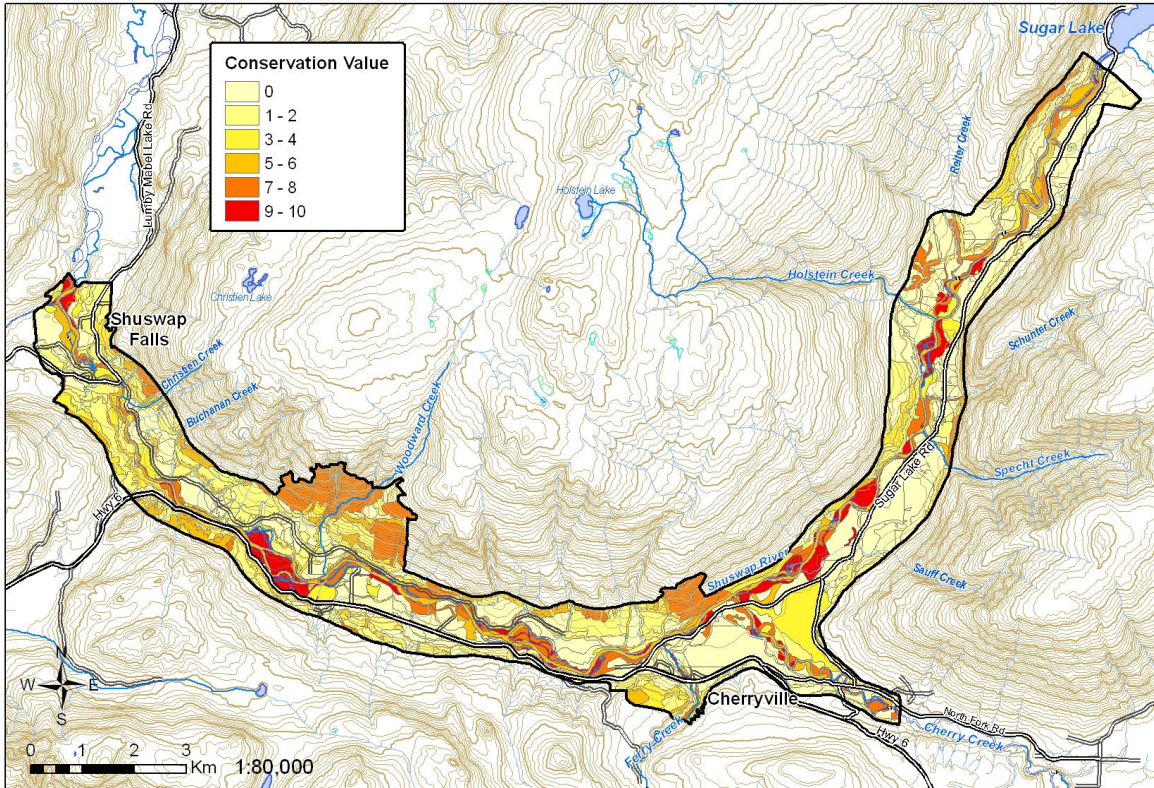 Sugar Lake
Conservation Value
0
1 - 2
3 - 4
5 - 6
7 - 8
9 - 10
Lumby Mabel Lake Rd
Reiter Creek
Holstein Lake
Holstein Creek
Christien Lake
Shuswap
Falls
Christien Creek
Buchanan Creek
Woodward Creek
Schunter Creek
Specht Creek
Sugar Lake Rd
Hwy 6
Shuswap River
Sauff Creek
N
W
E
S
Cherryville
North Fork Rd
Cherry Creek
Hwy 6
Ferry Creek
0 1 2 3
Km 1:80,000